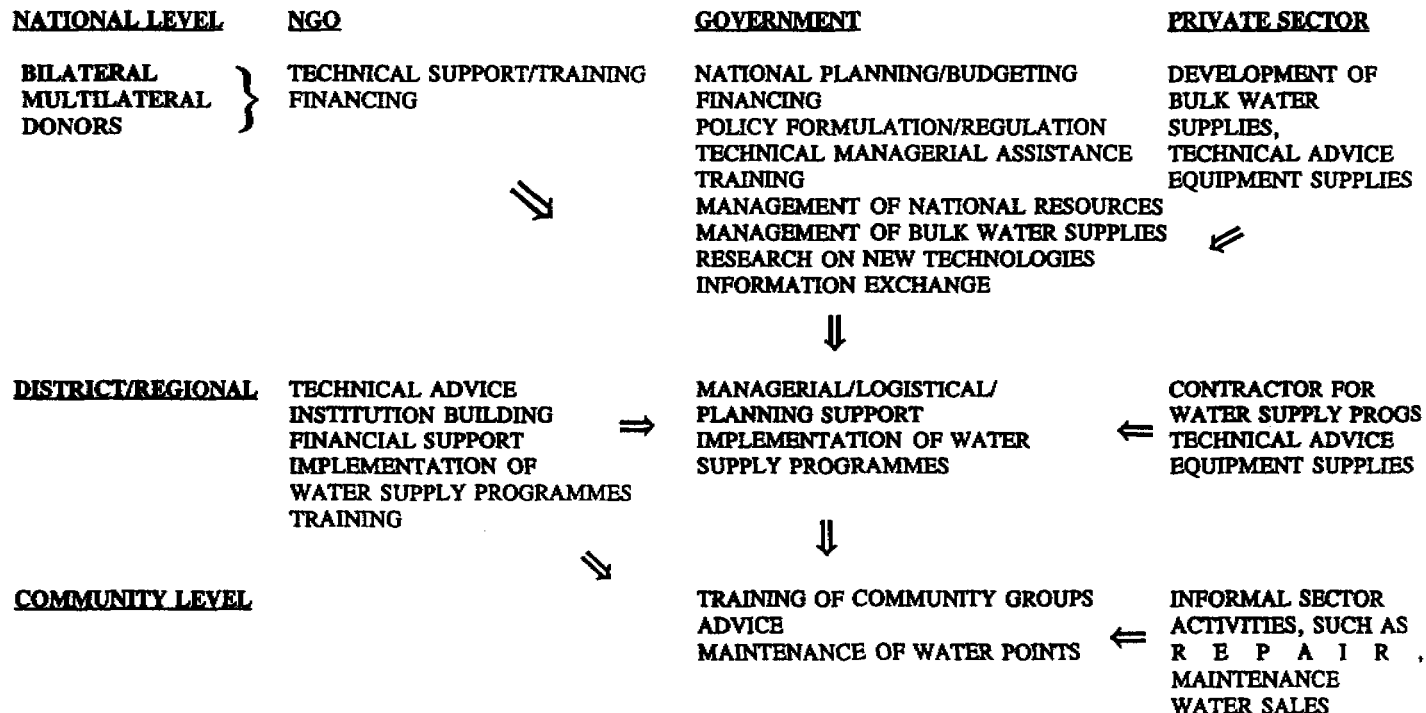 NATIONAL LEVEL NGO GOVERNMENT PRIVATE SECTOR
BILATERAL
MULTILATERAL
DONORS
TECHNICAL SUPPORT/TRAINING
FINANCING
NATIONAL PLANNING/BUDGETING
FINANCING
POLICY FORMULATION/REGULATION
TECHNICAL MANAGERIAL ASSISTANCE
TRAINING
MANAGEMENT OF NATIONAL RESOURCES
MANAGEMENT OF BULK WATER SUPPLIES
RESEARCH ON NEW TECHNOLOGIES
INFORMATION EXCHANGE
DEVELOPMENT OF
BULK WATER
SUPPLIES,
TECHNICAL ADVICE
EQUIPMENT SUPPLIES
DISTRICT/REGIONAL
TECHNICAL ADVICE
INSTITUTION BUILDING
FINANCIAL SUPPORT
IMPLEMENTATION OF
WATER SUPPLY PROGRAMMES
TRAINING
MANAGERIAL/LOGISTICAL/
PLANNING SUPPORT
IMPLEMENTATION OF WATER
SUPPLY PROGRAMMES
CONTRACTOR FOR
WATER SUPPLY PROGS
TECHNICAL ADVICE
EQUIPMENT SUPPLIES
COMMUNITY LEVEL
TRAINING OF COMMUNITY GROUPS
ADVICE
MAINTENANCE OF WATER POINTS
INFORMAL SECTOR
ACTIVITIES, SUCH AS
R E P A I R ,
MAINTENANCE
WATER SALES